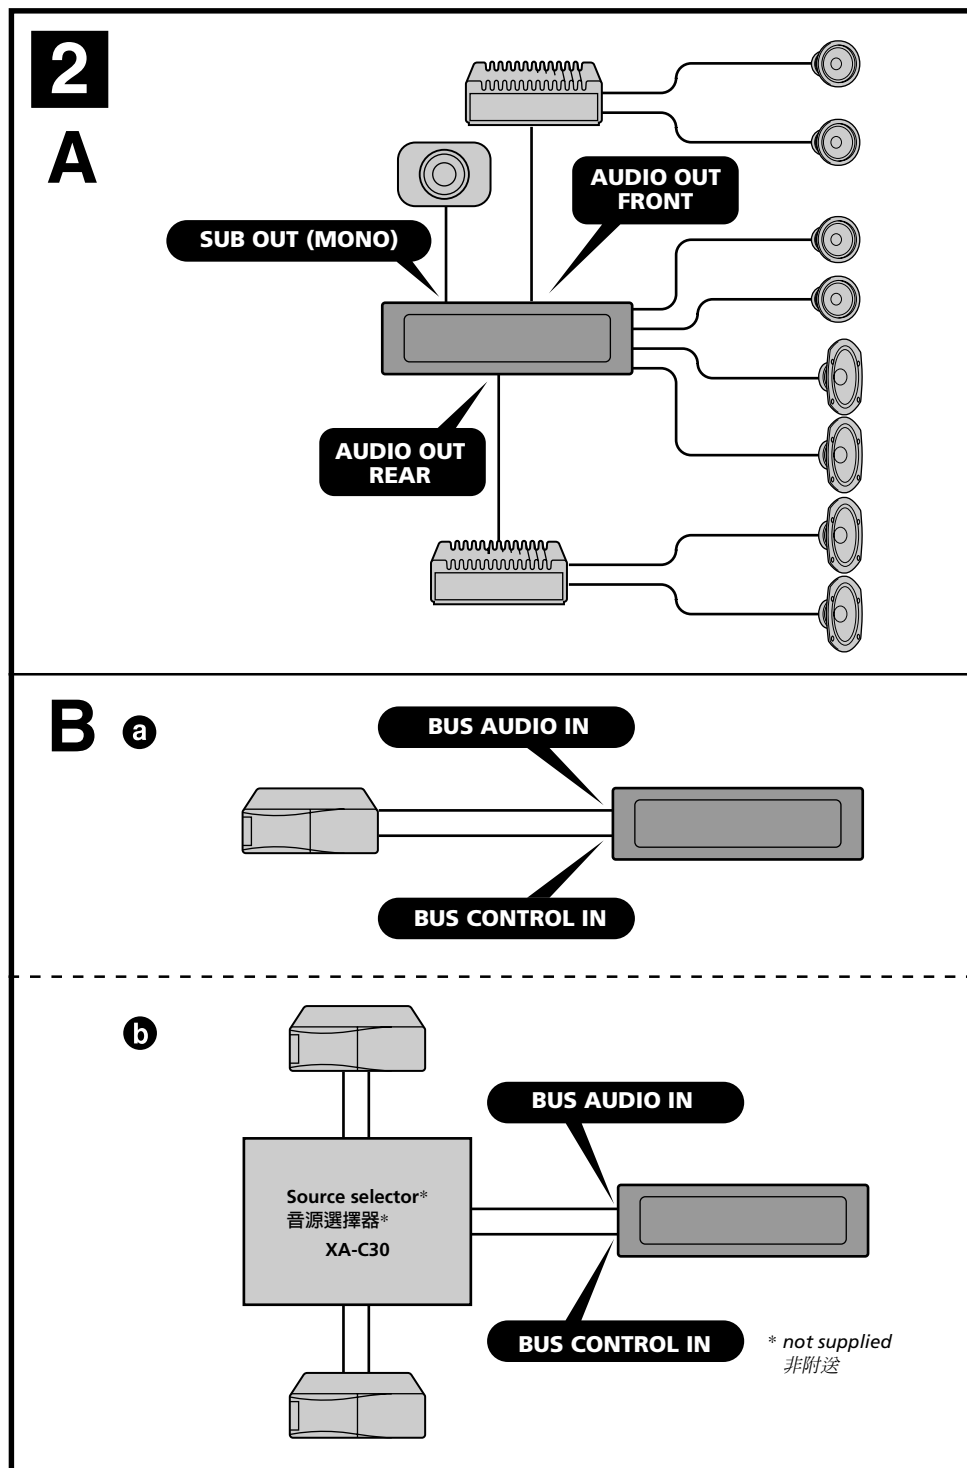 2
A
AUDIO OUT
FRONT
SUB OUT (MONO)
AUDIO OUT
REAR
B a
BUS AUDIO IN
BUS CONTROL IN
b
BUS AUDIO IN
Source selector*
音源選擇器*
XA-C30
BUS CONTROL IN
* not supplied
非附送